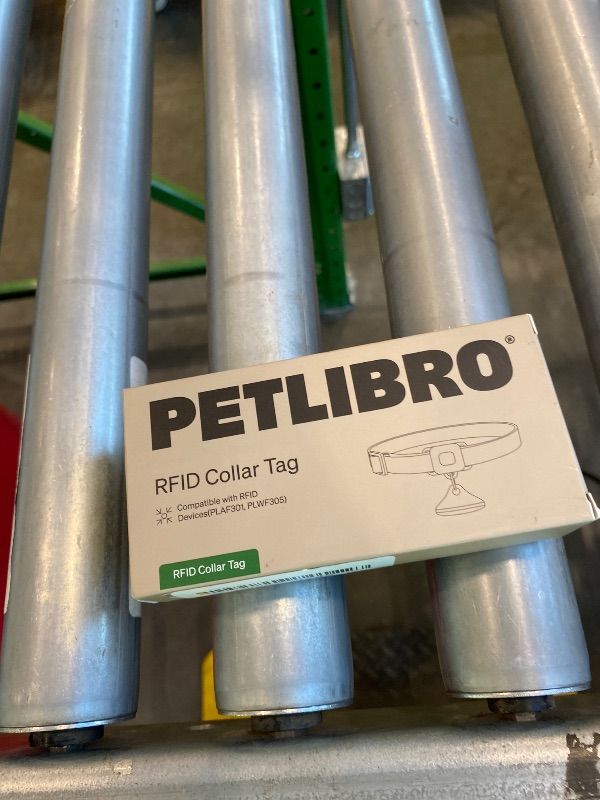 PETLIBRO®
RFID Collar Tag
Compatible with RFID
Devices(PLAF301, PLWF305)
RFID Collar Tag